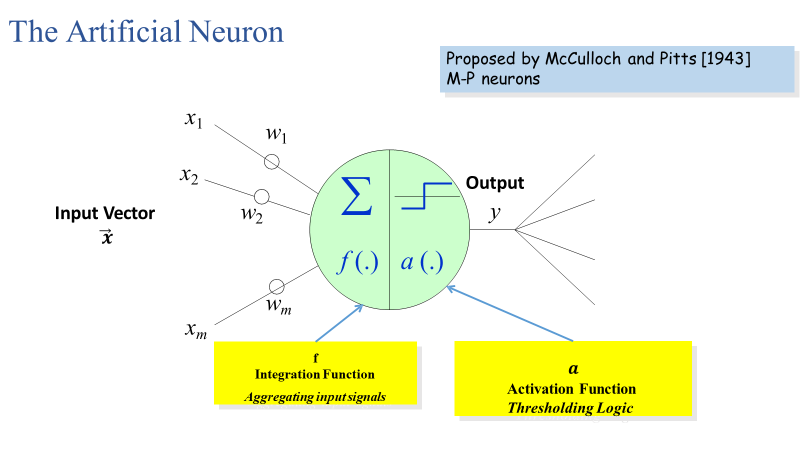 The Artificial Neuron
Proposed by McCulloch and Pitts [1943]
M-P neurons
x₁
w₁
x₂
w₂
Input Vector
x⃗
wₘ
xₘ
∑
f (.)
a (.)
Output
y
f
Integration Function
Aggregating input signals
a
Activation Function
Thresholding Logic